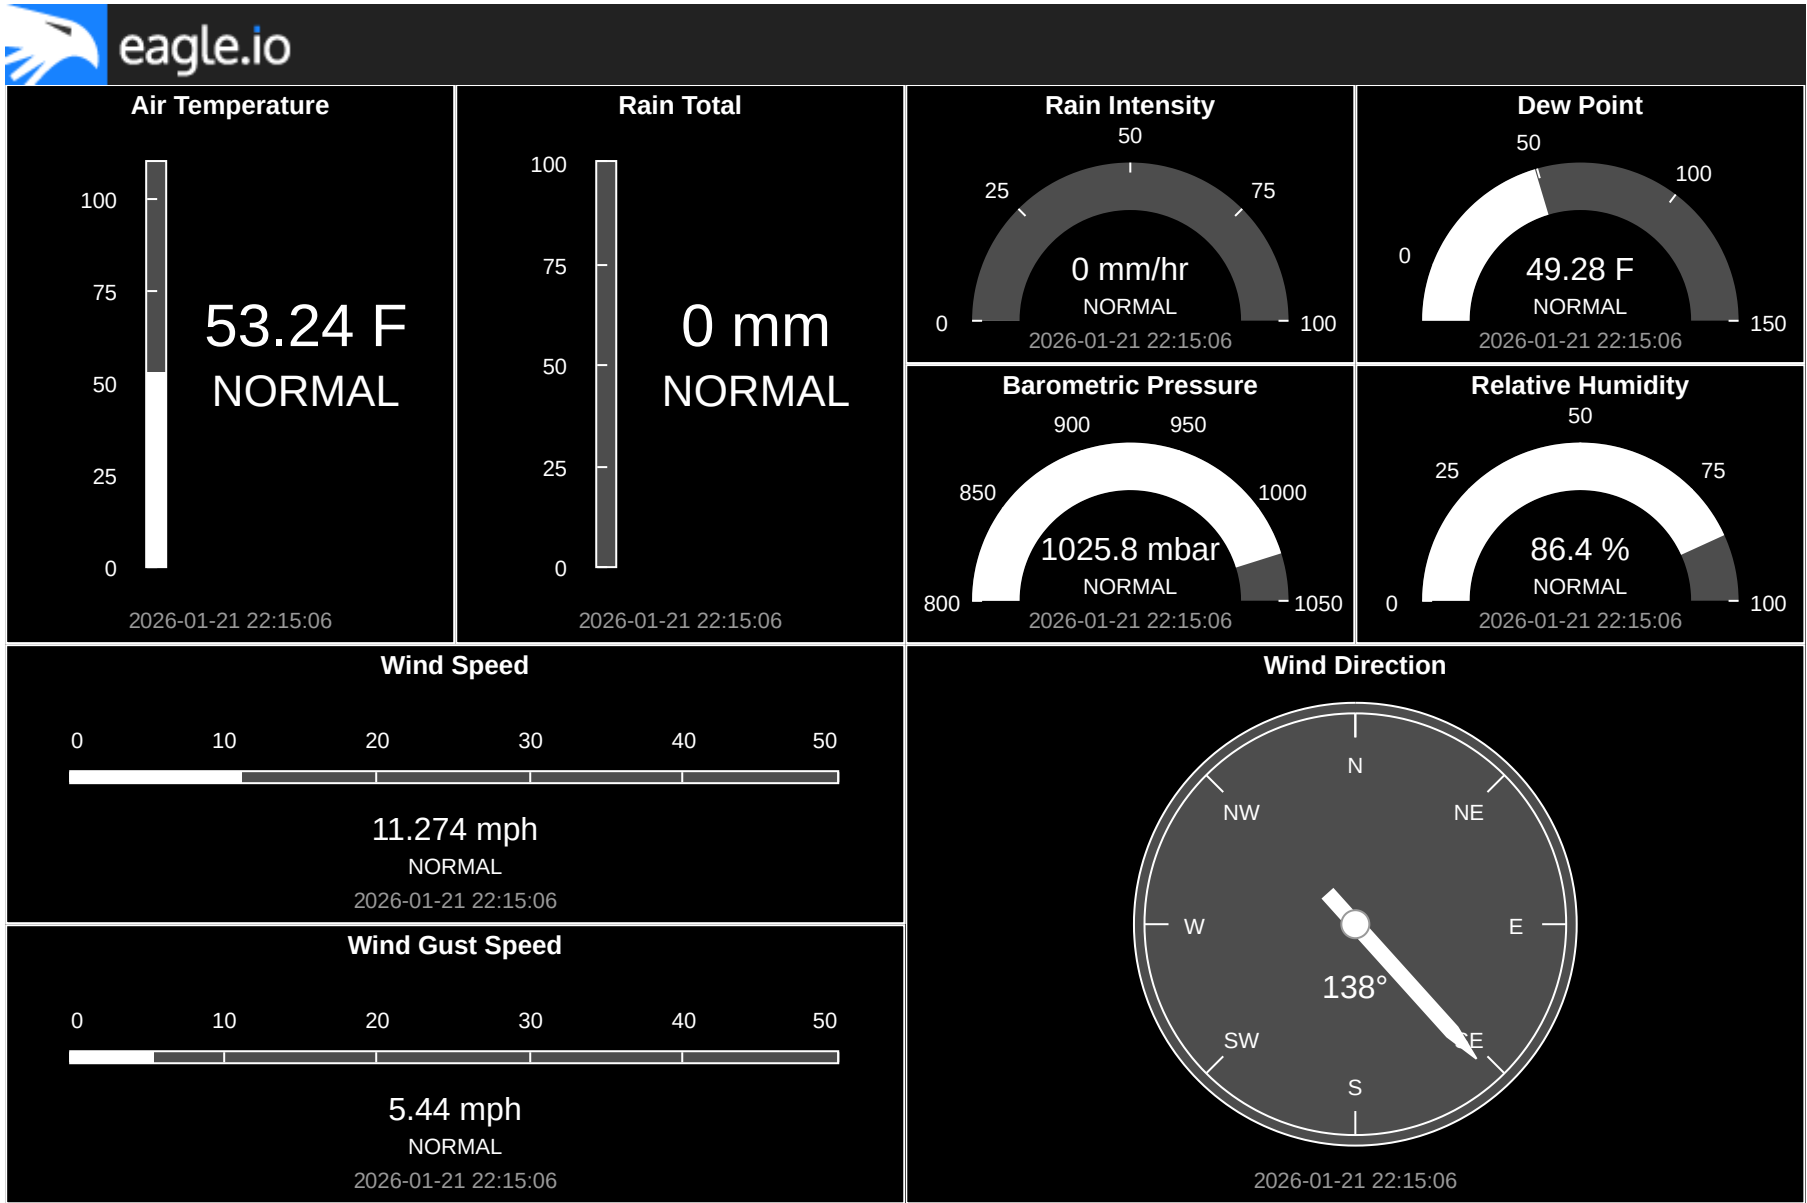 eagle.io
Air Temperature
100
75
50
25
0
53.24 F
NORMAL
2026-01-21 22:15:06
Rain Total
100
75
50
25
0
0 mm
NORMAL
2026-01-21 22:15:06
Rain Intensity
0
25
50
75
100
0 mm/hr
NORMAL
2026-01-21 22:15:06
Dew Point
0
50
100
150
49.28 F
NORMAL
2026-01-21 22:15:06
Barometric Pressure
800
850
900
950
1000
1050
1025.8 mbar
NORMAL
2026-01-21 22:15:06
Relative Humidity
0
25
50
75
100
86.4 %
NORMAL
2026-01-21 22:15:06
Wind Speed
0 10 20 30 40 50
11.274 mph
NORMAL
2026-01-21 22:15:06
Wind Gust Speed
0 10 20 30 40 50
5.44 mph
NORMAL
2026-01-21 22:15:06
Wind Direction
N
NW NE
W E
138°
SW SE
S
2026-01-21 22:15:06